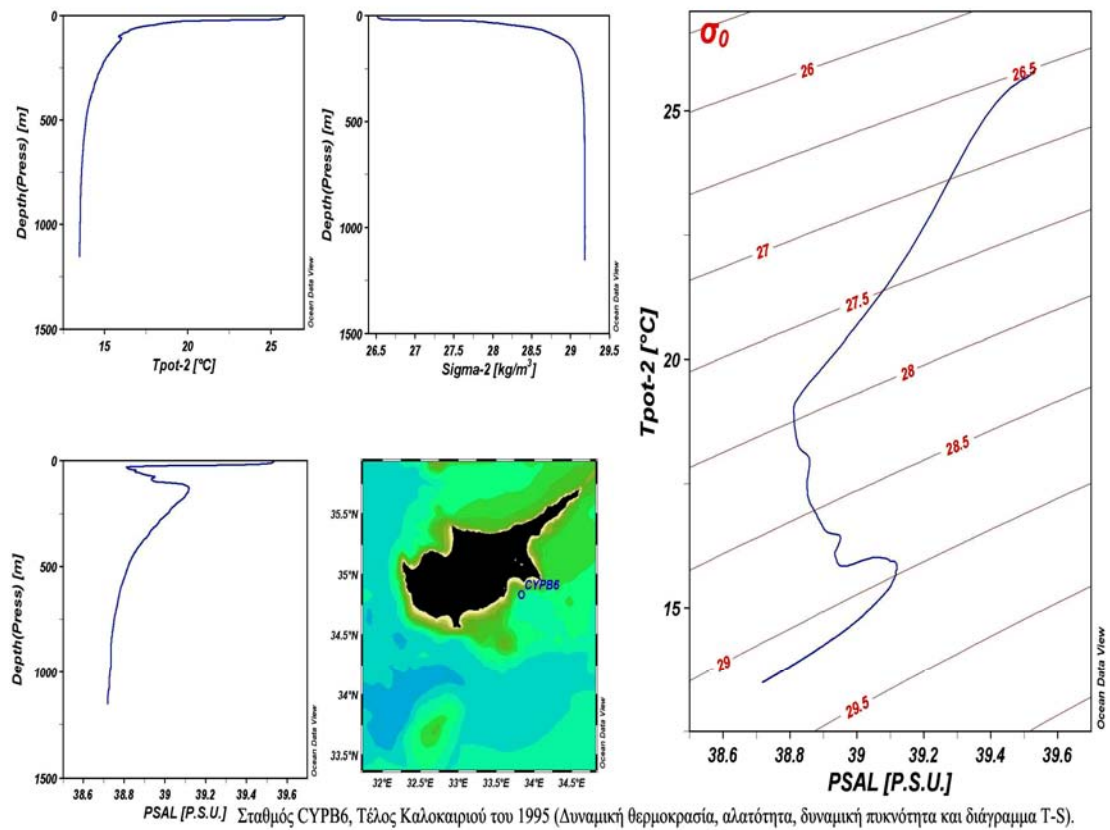 0
500
1000
1500
Depth(Press) [m]
15 20 25
Tpot-2 [°C]
Ocean Data View
0
500
1000
1500
Depth(Press) [m]
26.5 27 27.5 28 28.5 29 29.5
Sigma-2 [kg/m³]
Ocean Data View
σ₀
26
26.5
27
27.5
28
28.5
29
29.5
25
20
15
Tpot-2 [°C]
38.6 38.8 39 39.2 39.4 39.6
PSAL [P.S.U.]
Ocean Data View
0
500
1000
1500
Depth(Press) [m]
38.6 38.8 39 39.2 39.4 39.6
PSAL [P.S.U.]
Ocean Data View
35.5°N
35°N
34.5°N
34°N
33.5°N
CYPB6
32°E 32.5°E 33°E 33.5°E 34°E 34.5°E
Ocean Data View
Σταθμός CYPB6, Τέλος Καλοκαιριού του 1995 (Δυναμική θερμοκρασία, αλατότητα, δυναμική πυκνότητα και διάγραμμα T-S).